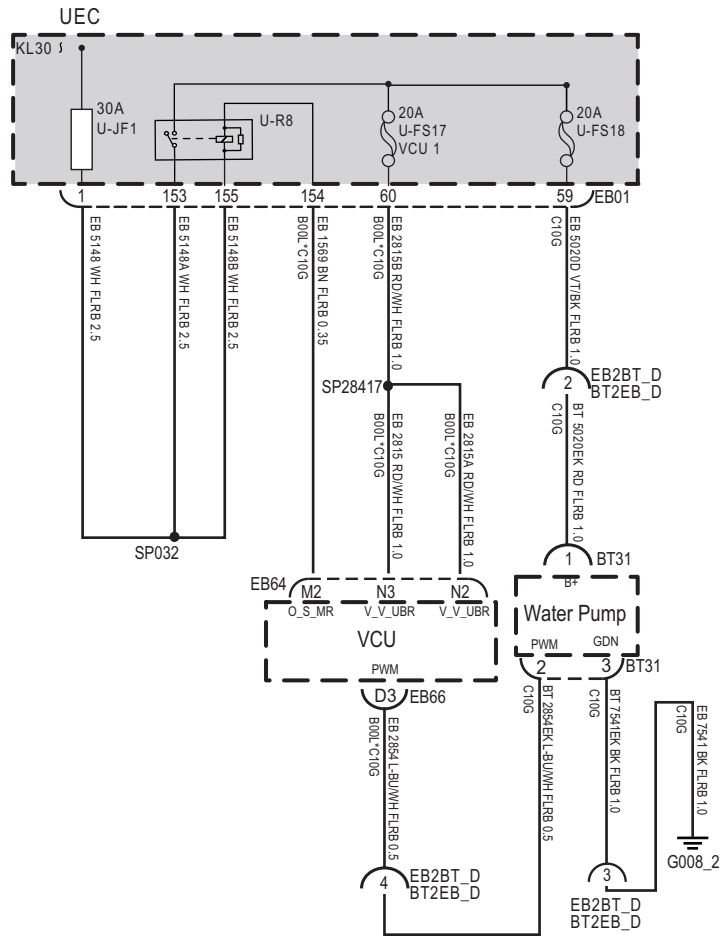 UEC
KL30
30A
U-JF1
U-R8
20A
U-FS17
VCU 1
20A
U-FS18
1
153
155
154
60
59
EB01
EB 5148 WH FLRB 2.5
EB 5148A WH FLRB 2.5
EB 5148B WH FLRB 2.5
EB 1569 BN FLRB 0.35
B00L*C10G
EB 2815B RD/WH FLRB 1.0
B00L*C10G
EB 5020D VT/BK FLRB 1.0
C10G
2
EB2BT_D
BT2EB_D
SP28417
EB 2815 RD/WH FLRB 1.0
B00L*C10G
EB 2815A RD/WH FLRB 1.0
B00L*C10G
BT 5020EK RD FLRB 1.0
C10G
SP032
1
BT31
EB64
M2
N3
N2
O_S_MR
V_V_UBR
V_V_UBR
VCU
PWM
D3
EB66
B+
Water Pump
PWM
GDN
2
3
BT31
EB 2854 L-BU/WH FLRB 0.5
B00L*C10G
BT 2854EK L-BU/WH FLRB 0.5
C10G
BT 7541EK BK FLRB 1.0
C10G
EB 7541 BK FLRB 1.0
C10G
G008_2
4
EB2BT_D
BT2EB_D
3
EB2BT_D
BT2EB_D